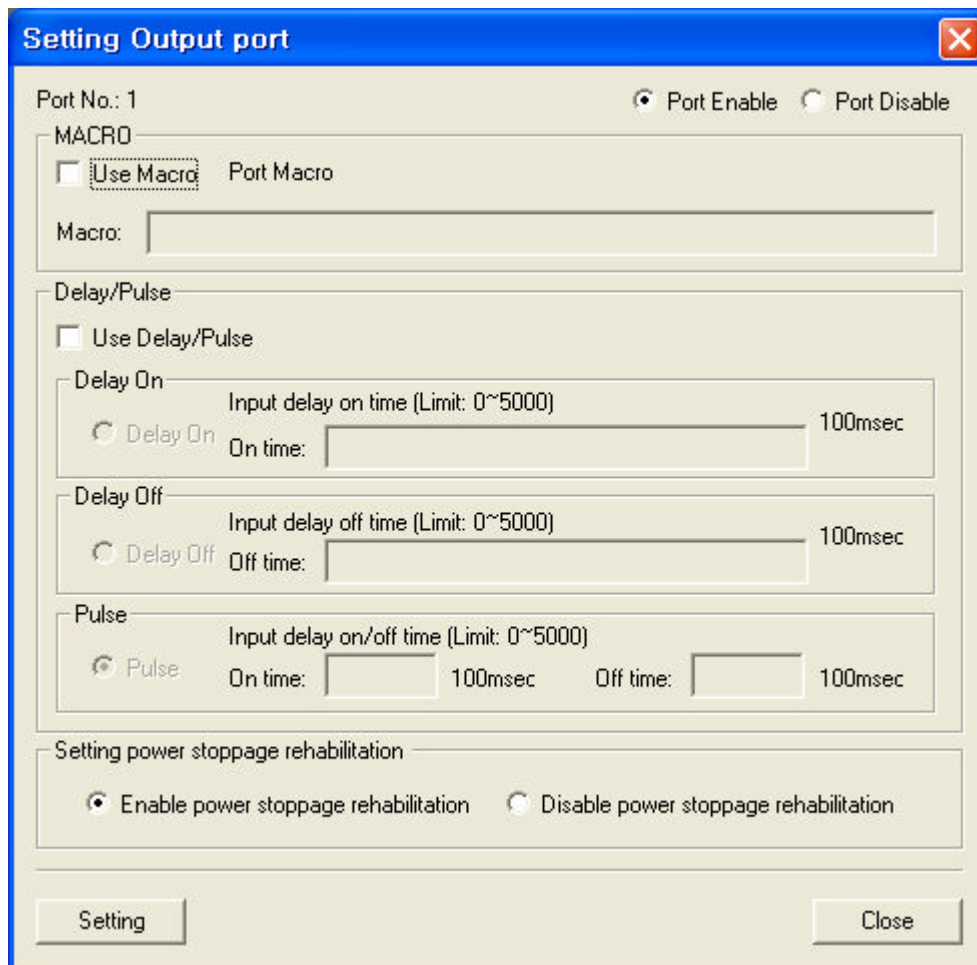 Setting Output port
Port No.: 1
Port Enable
Port Disable
MACRO
Use Macro
Port Macro
Macro:
Delay/Pulse
Use Delay/Pulse
Delay On
Input delay on time (Limit: 0~5000)
Delay On
On time:
100msec
Delay Off
Input delay off time (Limit: 0~5000)
Delay Off
Off time:
100msec
Pulse
Input delay on/off time (Limit: 0~5000)
Pulse
On time:
100msec
Off time:
100msec
Setting power stoppage rehabilitation
Enable power stoppage rehabilitation
Disable power stoppage rehabilitation
Setting
Close